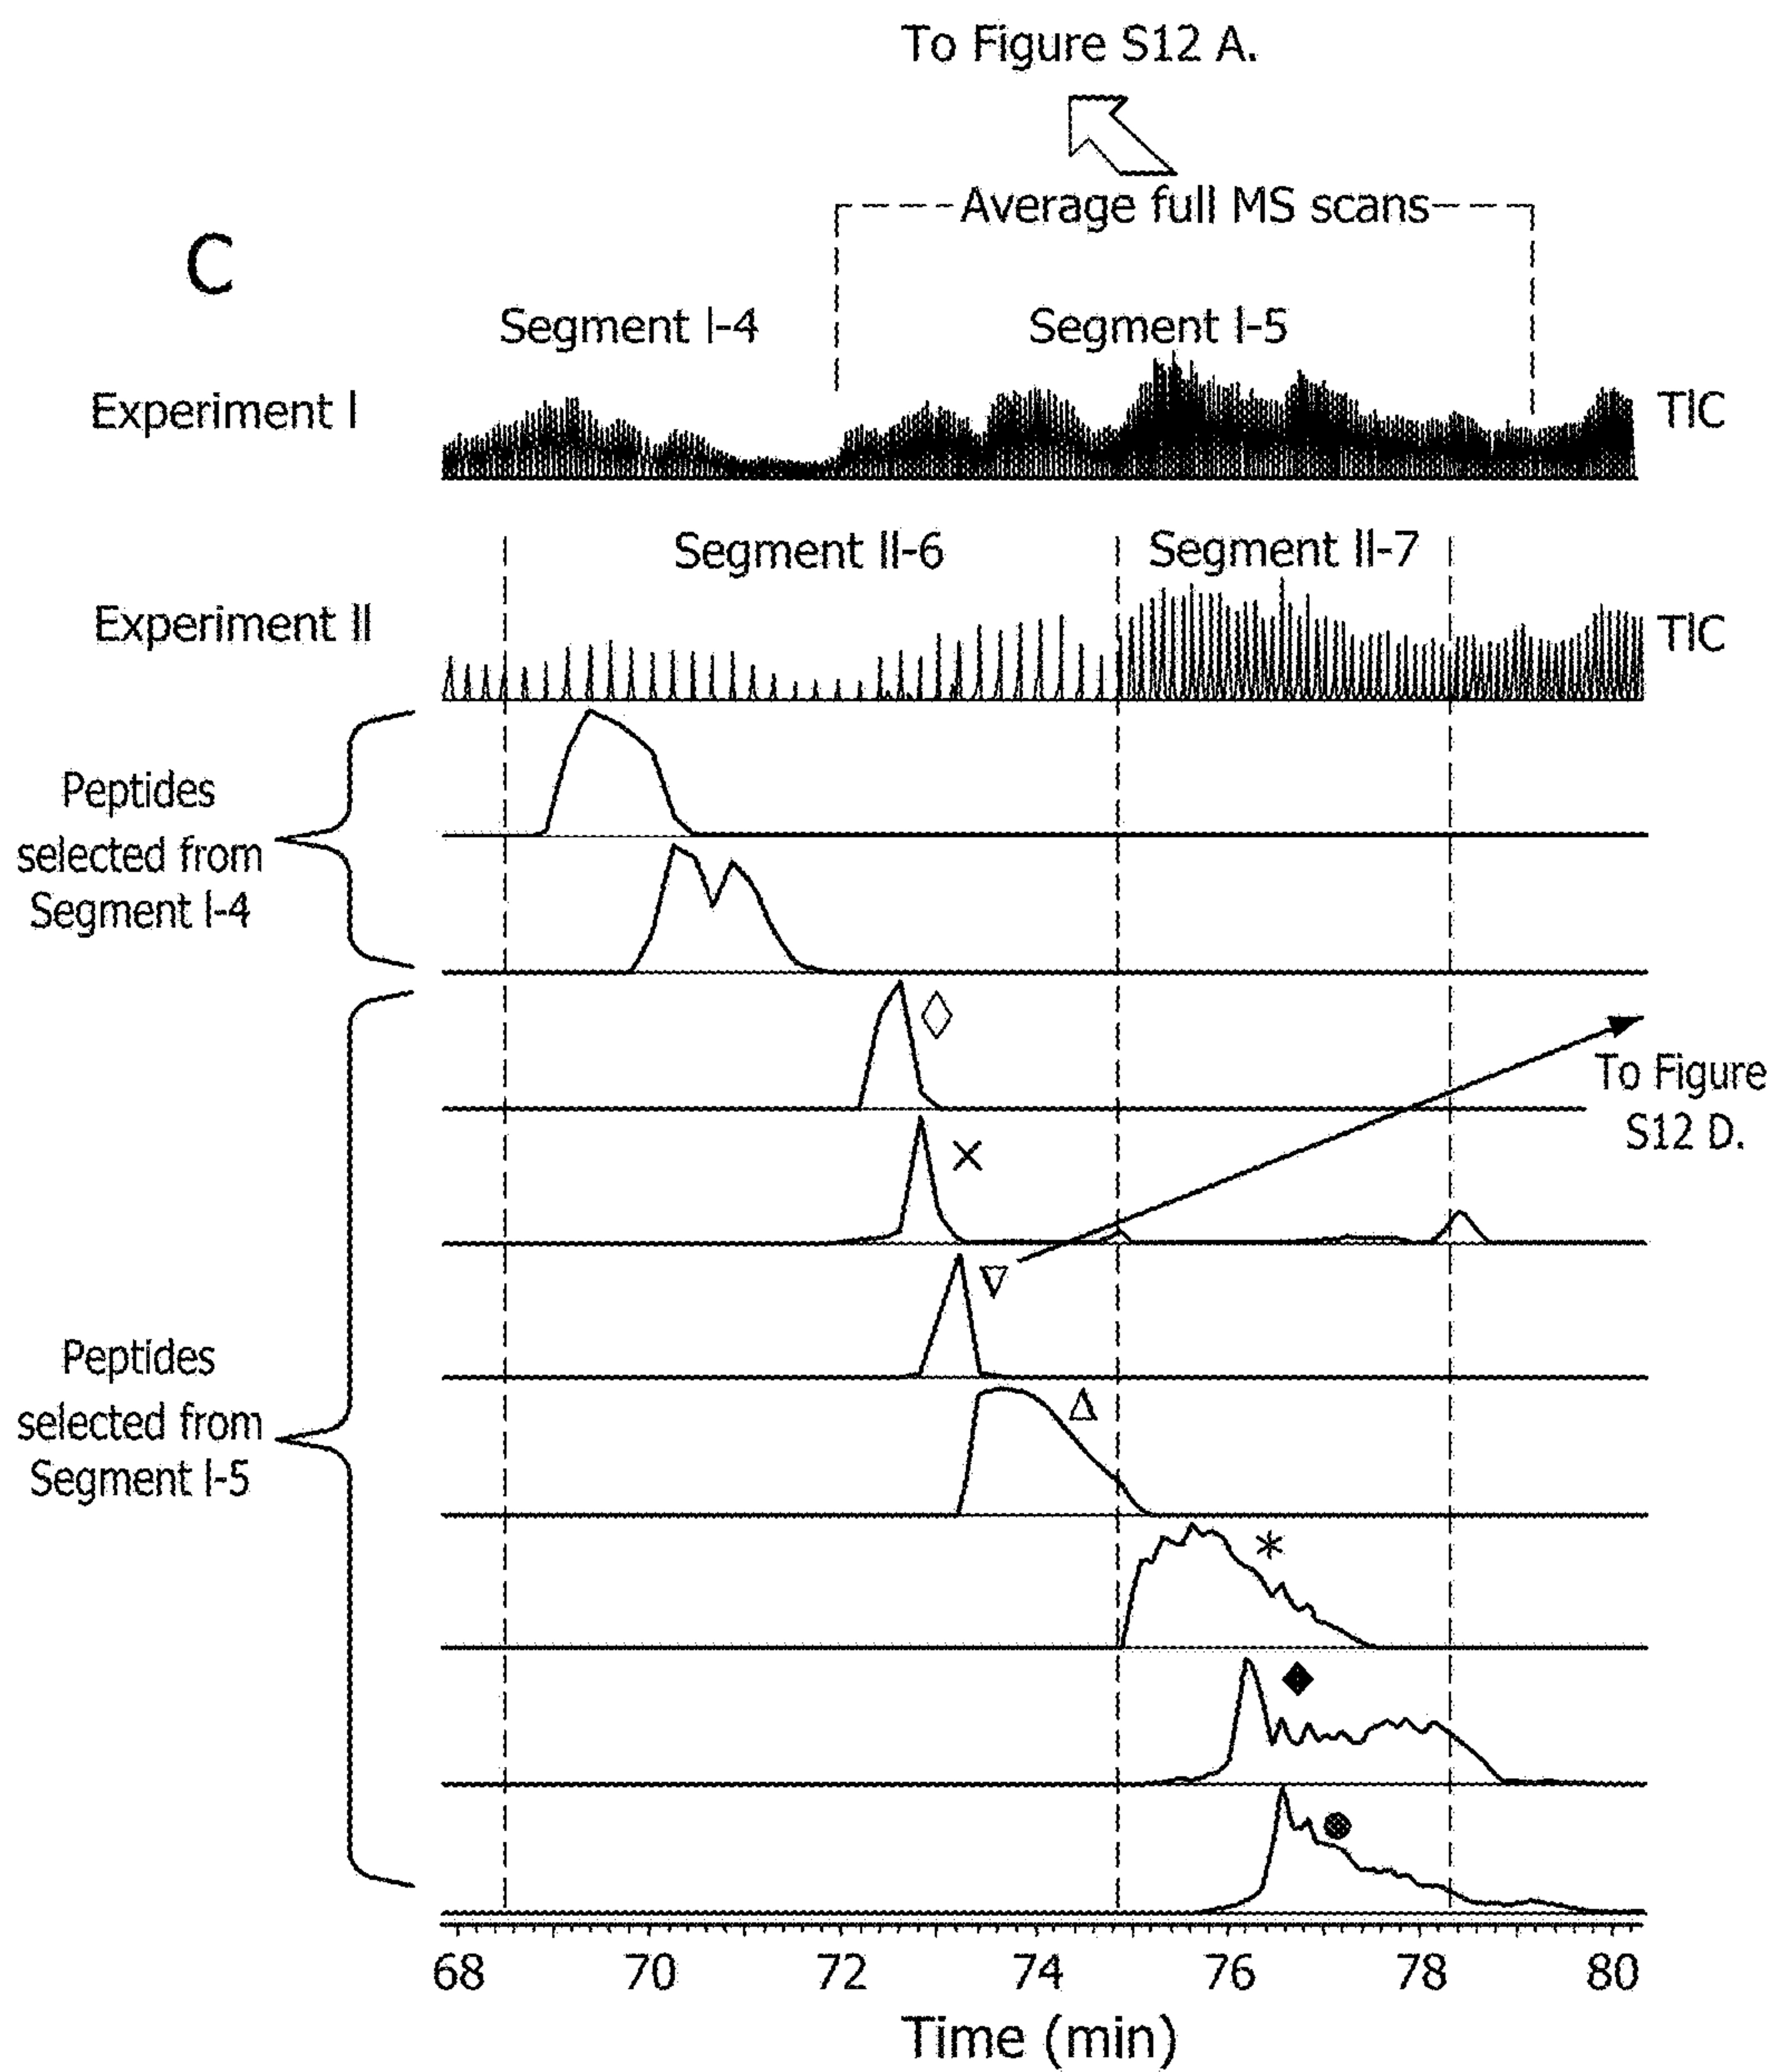 To Figure S12 A.
Average full MS scans
C
Segment I-4
Segment I-5
Experiment I
TIC
Segment II-6
Segment II-7
Experiment II
TIC
Peptides
selected from
Segment I-4
To Figure
S12 D.
Peptides
selected from
Segment I-5
68 70 72 74 76 78 80
Time (min)